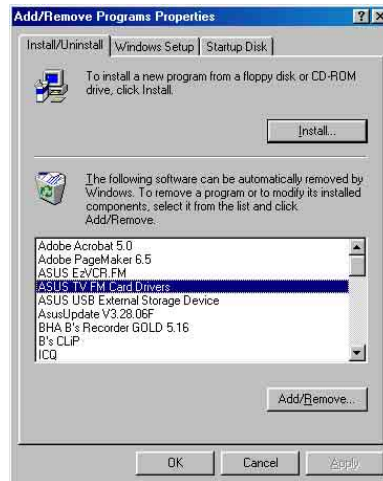 Add/Remove Programs Properties
Install/Uninstall Windows Setup Startup Disk
To install a new program from a floppy disk or CD-ROM
drive, click Install.
Install...
The following software can be automatically removed by
Windows. To remove a program or to modify its installed
components, select it from the list and click
Add/Remove.
Adobe Acrobat 5.0
Adobe PageMaker 6.5
ASUS EzVCR.FM
ASUS TV FM Card Drivers
ASUS USB External Storage Device
AsusUpdate V3.28.06F
BHA B's Recorder GOLD 5.16
B's CLiP
ICQ
Add/Remove...
OK Cancel Apply